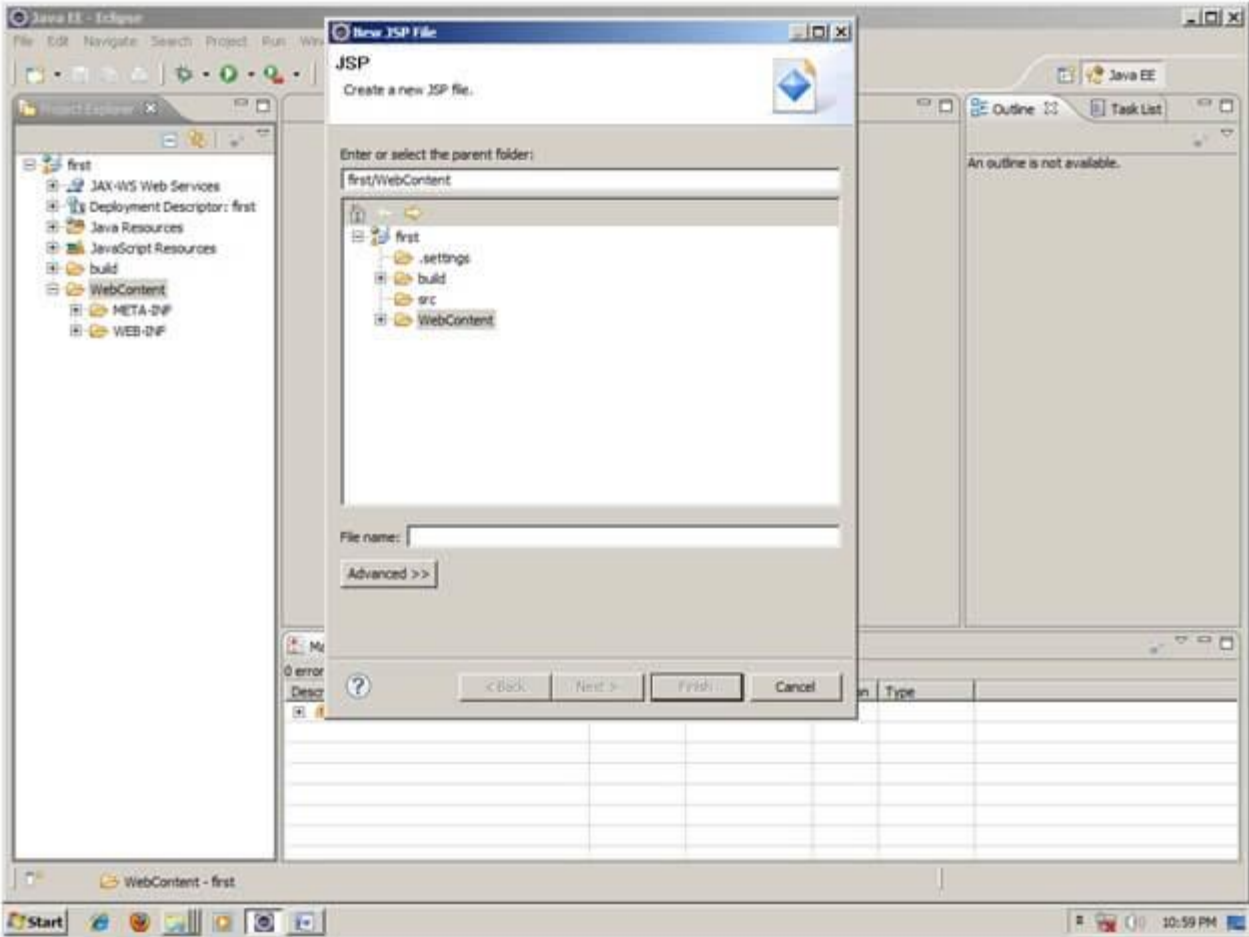 Java EE - Eclipse
File Edit Navigate Search Project Run
New JSP File
JSP
Create a new JSP file.
Java EE
Project Explorer
Outline
Task List
An outline is not available.
first
JAX-WS Web Services
Deployment Descriptor: first
Java Resources
JavaScript Resources
build
WebContent
META-INF
WEB-INF
Enter or select the parent folder:
first/WebContent
first
.settings
build
src
WebContent
File name:
Advanced >>
0 error
? < Back Next > Finish Cancel
Type
WebContent - first
Start
10:59 PM